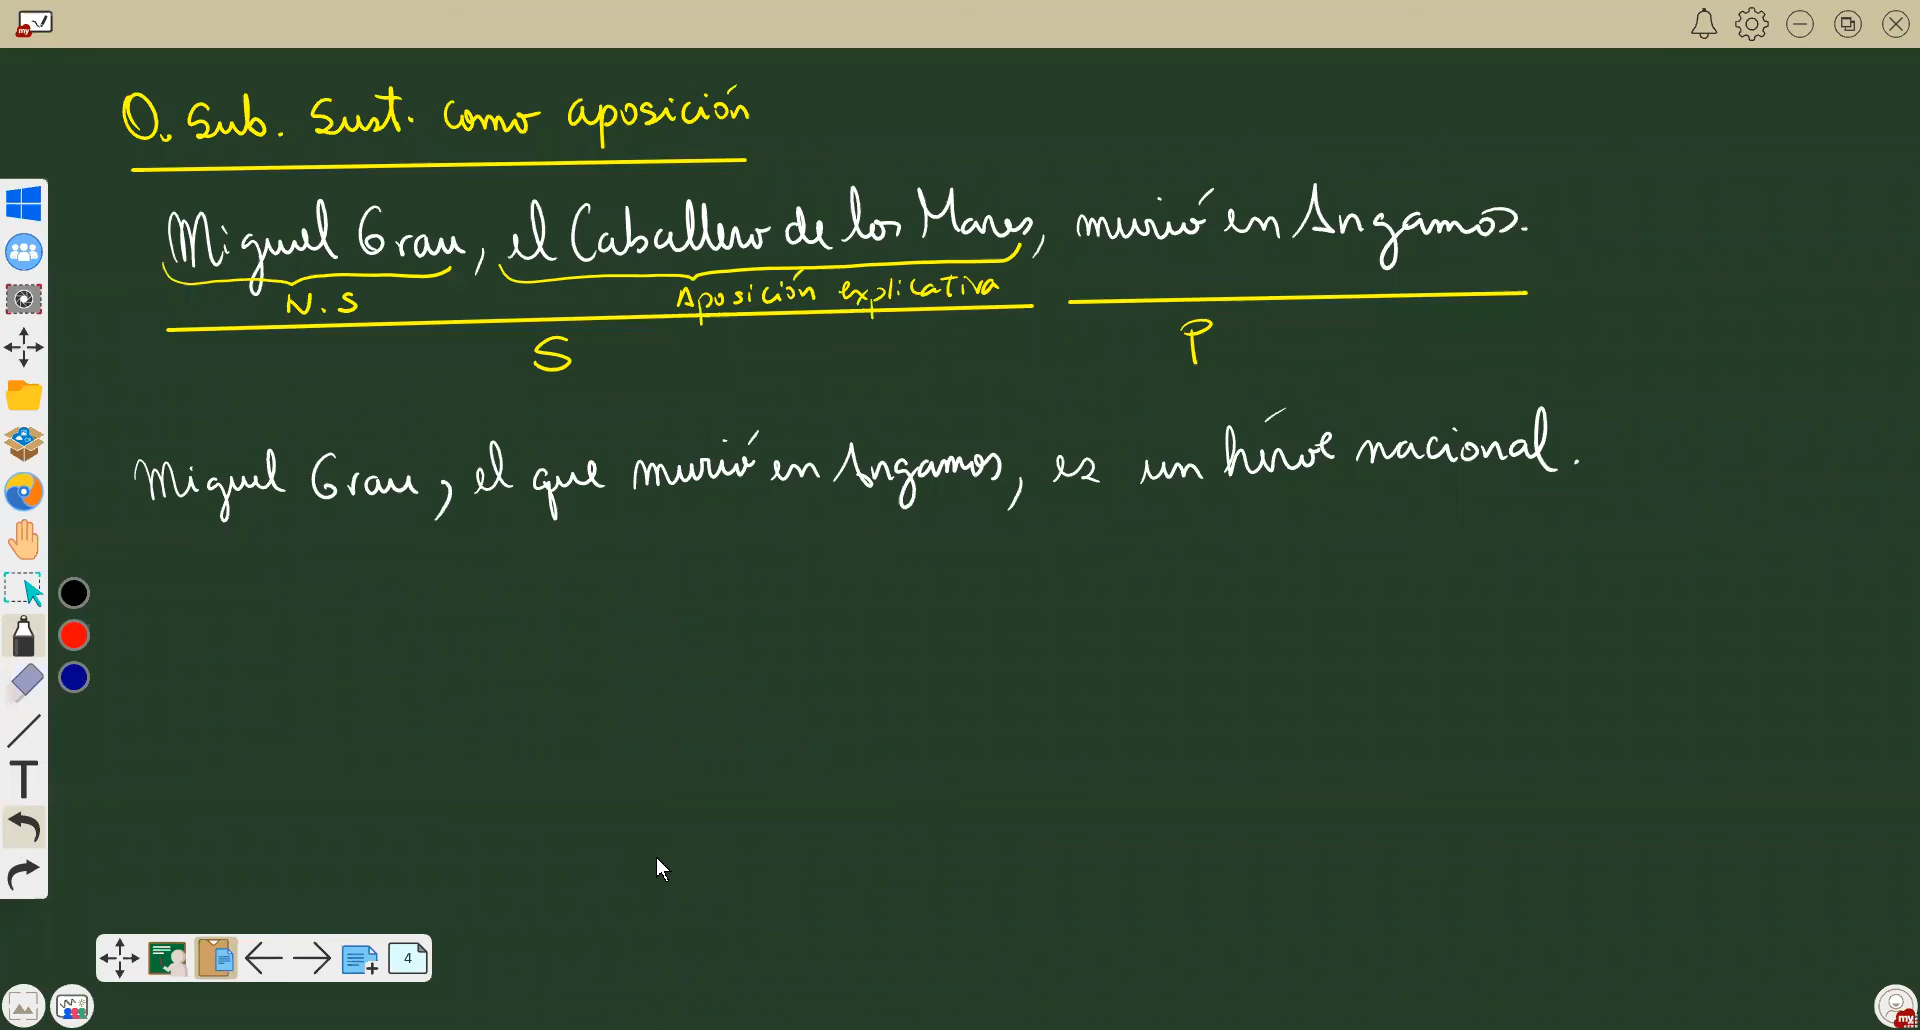 O. Sub. Sust. como aposición
Miguel Grau, el Caballero de los Mares, murió en Angamos.
N.S
Aposición explicativa
S
P
Miguel Grau, el que murió en Angamos, es un héroe nacional.
T
4